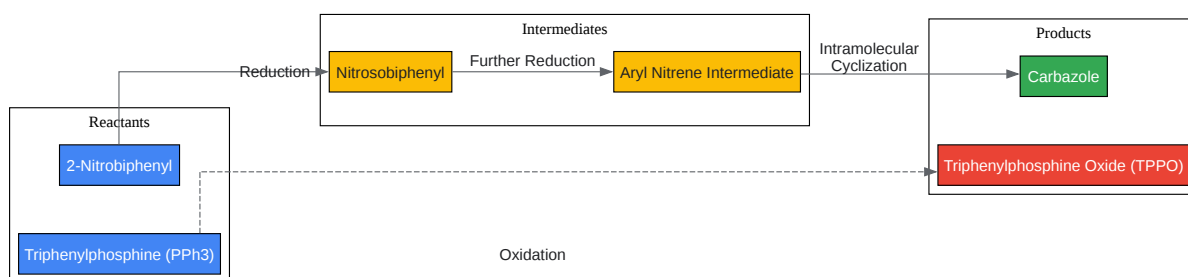 Intermediates
Products
Reduction
Nitrosobiphenyl
Further Reduction
Aryl Nitrene Intermediate
Intramolecular
Cyclization
Carbazole
Reactants
2-Nitrobiphenyl
Triphenylphosphine Oxide (TPPO)
Triphenylphosphine (PPh3)
Oxidation